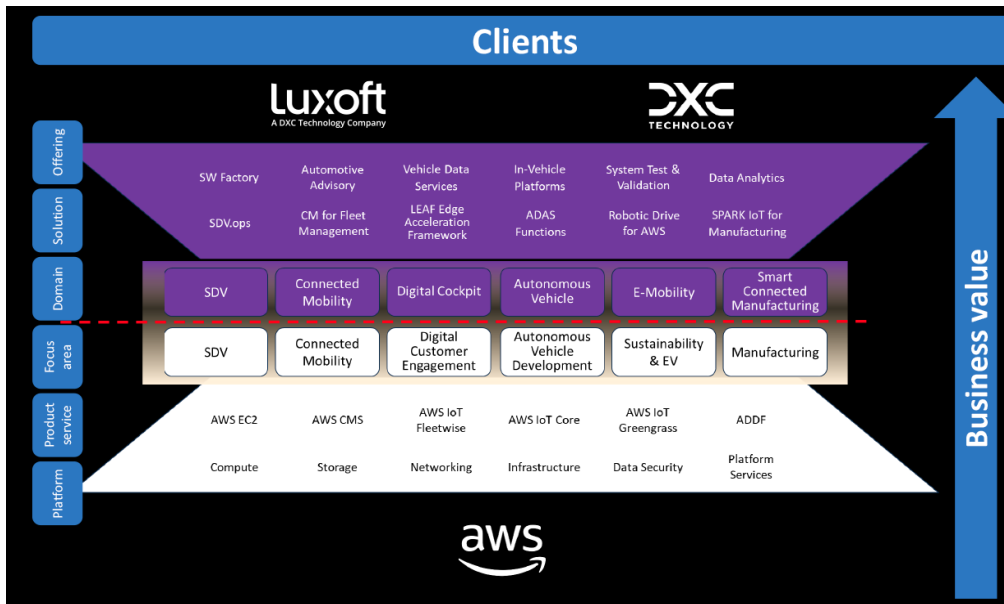 Clients
Luxoft
A DXC Technology Company
DXC
TECHNOLOGY
Offering
SW Factory
Automotive
Advisory
Vehicle Data
Services
In-Vehicle
Platforms
System Test &
Validation
Data Analytics
Solution
SDV.ops
CM for Fleet
Management
LEAF Edge
Acceleration
Framework
ADAS
Functions
Robotic Drive
for AWS
SPARK IoT for
Manufacturing
Domain
SDV
Connected
Mobility
Digital Cockpit
Autonomous
Vehicle
E-Mobility
Smart
Connected
Manufacturing
Focus
area
SDV
Connected
Mobility
Digital
Customer
Engagement
Autonomous
Vehicle
Development
Sustainability
& EV
Manufacturing
Product
service
AWS EC2
AWS CMS
AWS IoT
Fleetwise
AWS IoT Core
AWS IoT
Greengrass
ADDF
Platform
Compute
Storage
Networking
Infrastructure
Data Security
Platform
Services
Business value
aws